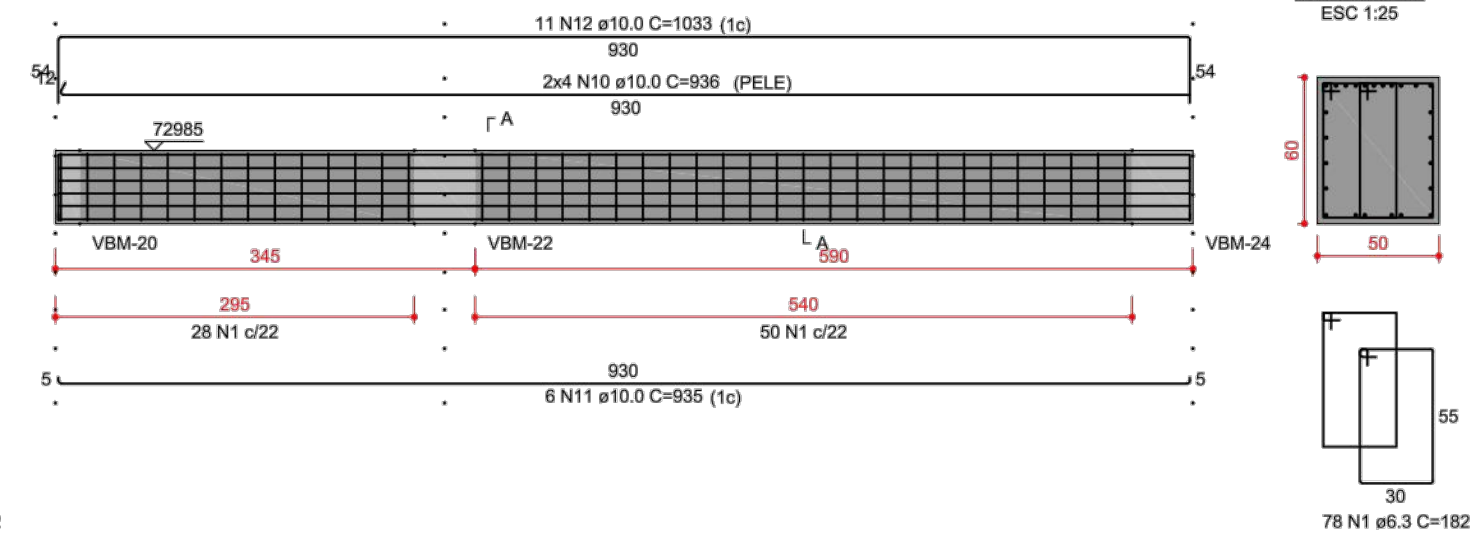 ESC 1:25
11 N12 ø10.0 C=1033 (1c)
930
54
12
54
2x4 N10 ø10.0 C=936 (PELE)
930
A
72985
60
VBM-20
VBM-22
A
VBM-24
345
590
50
295
540
28 N1 c/22
50 N1 c/22
930
5
5
6 N11 ø10.0 C=935 (1c)
55
30
78 N1 ø6.3 C=182